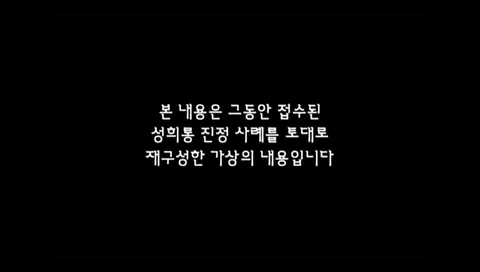 본 내용은 그동안 접수된
성희롱 진정 사례를 토대로
재구성한 가상의 내용입니다